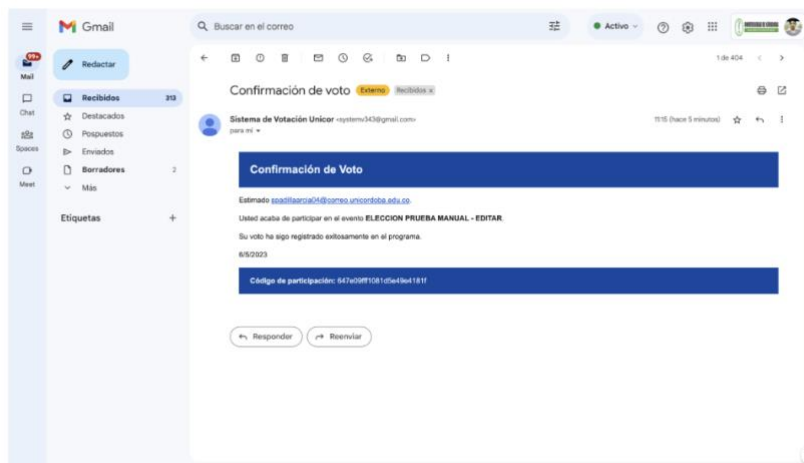 Gmail
Buscar en el correo
Activo
99+
Mail
Chat
Spaces
Meet
Redactar
Recibidos 313
Destacados
Pospuestos
Enviados
Borradores 2
Más
Etiquetas +
1 de 404
Confirmación de voto Externo Recibidos x
Sistema de Votación Unicor <systemv343@gmail.com>
para mí
11:15 (hace 5 minutos)
Confirmación de Voto
Estimado spadillaarcia04@correo.unicordoba.edu.co.
Usted acaba de participar en el evento ELECCION PRUEBA MANUAL - EDITAR.
Su voto ha sigo registrado exitosamente en el programa.
6/5/2023
Código de participación: 647e09fff1081d5e49e4181f
Responder
Reenviar